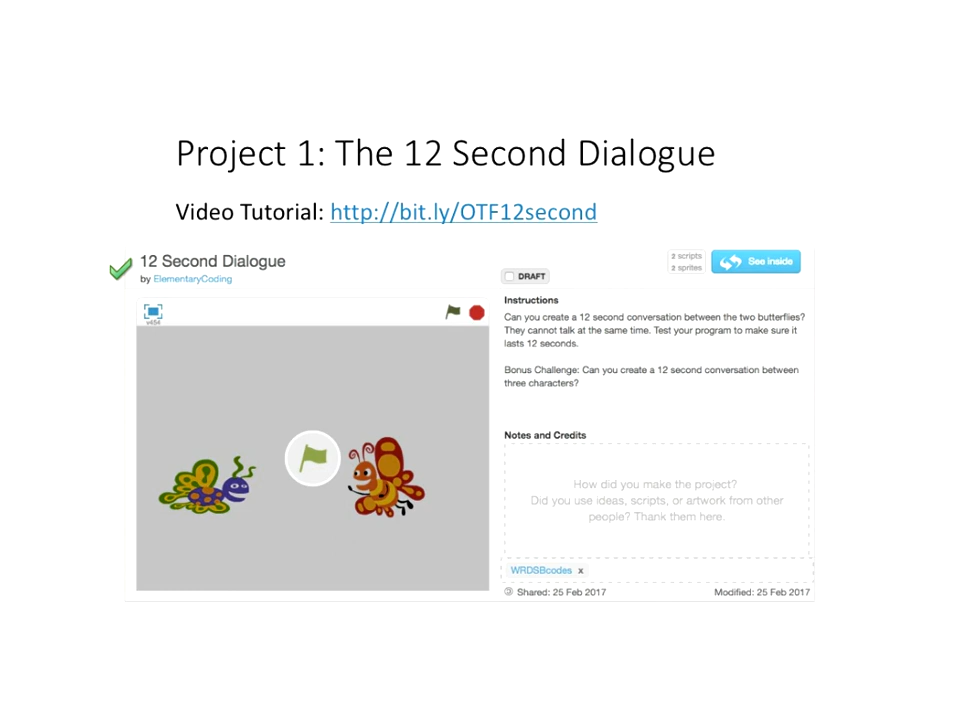 Project 1: The 12 Second Dialogue
Video Tutorial: http://bit.ly/OTF12second
12 Second Dialogue
by ElementaryCoding
2 scripts
2 sprites
See inside
DRAFT
v454
Instructions
Can you create a 12 second conversation between the two butterflies?
They cannot talk at the same time. Test your program to make sure it
lasts 12 seconds.
Bonus Challenge: Can you create a 12 second conversation between
three characters?
Notes and Credits
How did you make the project?
Did you use ideas, scripts, or artwork from other
people? Thank them here.
WRDSBcodes x
Shared: 25 Feb 2017
Modified: 25 Feb 2017